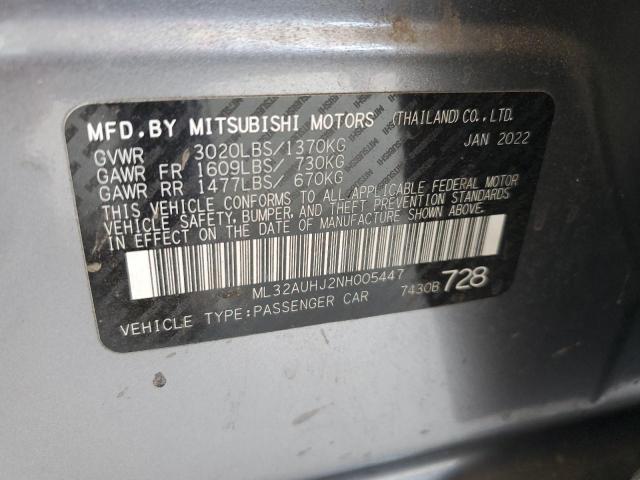 MFD.BY MITSUBISHI MOTORS (THAILAND) CO., LTD.
JAN 2022
GVWR 3020LBS/1370KG
GAWR FR 1609LBS/ 730KG
GAWR RR 1477LBS/ 670KG
THIS VEHICLE CONFORMS TO ALL APPLICABLE FEDERAL MOTOR
VEHICLE SAFETY, BUMPER, AND THEFT PREVENTION STANDARDS
IN EFFECT ON THE DATE OF MANUFACTURE SHOWN ABOVE.
ML32AUHJ2NH005447
VEHICLE TYPE:PASSENGER CAR 7430B 728